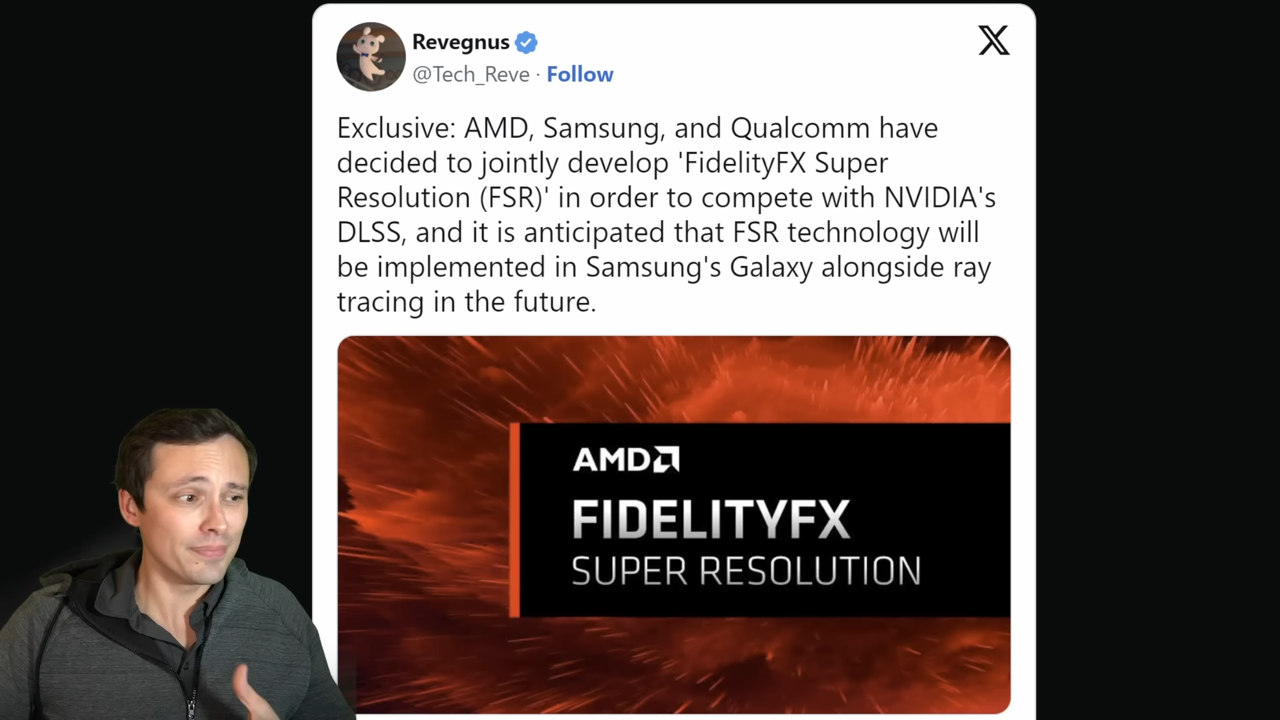 Revegnus
@Tech_Reve · Follow
Exclusive: AMD, Samsung, and Qualcomm have
decided to jointly develop 'FidelityFX Super
Resolution (FSR)' in order to compete with NVIDIA's
DLSS, and it is anticipated that FSR technology will
be implemented in Samsung's Galaxy alongside ray
tracing in the future.
AMD
FIDELITYFX
SUPER RESOLUTION